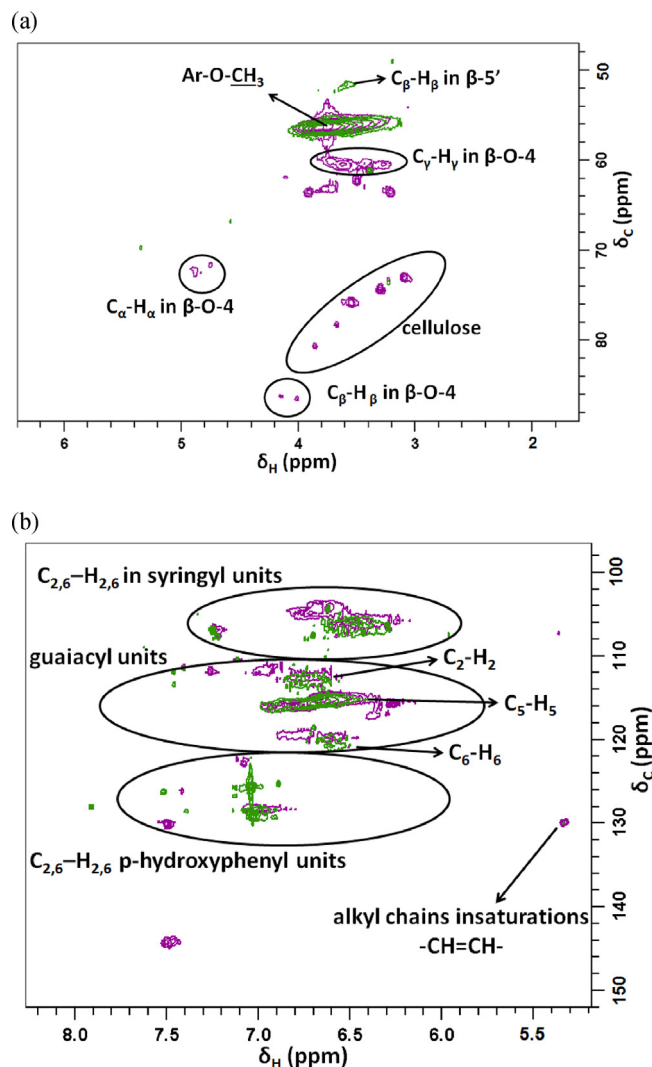 (a)
50
60
70
80
δC (ppm)
Ar-O-CH3
Cβ-Hβ in β-5’
Cγ-Hγ in β-O-4
Cα-Hα in β-O-4
cellulose
Cβ-Hβ in β-O-4
6 5 4 3 2
δH (ppm)
(b)
C2,6–H2,6 in syringyl units
guaiacyl units
C2-H2
C5-H5
C6-H6
C2,6–H2,6 p-hydroxyphenyl units
alkyl chains insaturations
-CH=CH-
100
110
120
130
140
150
δC (ppm)
8.0 7.5 7.0 6.5 6.0 5.5
δH (ppm)